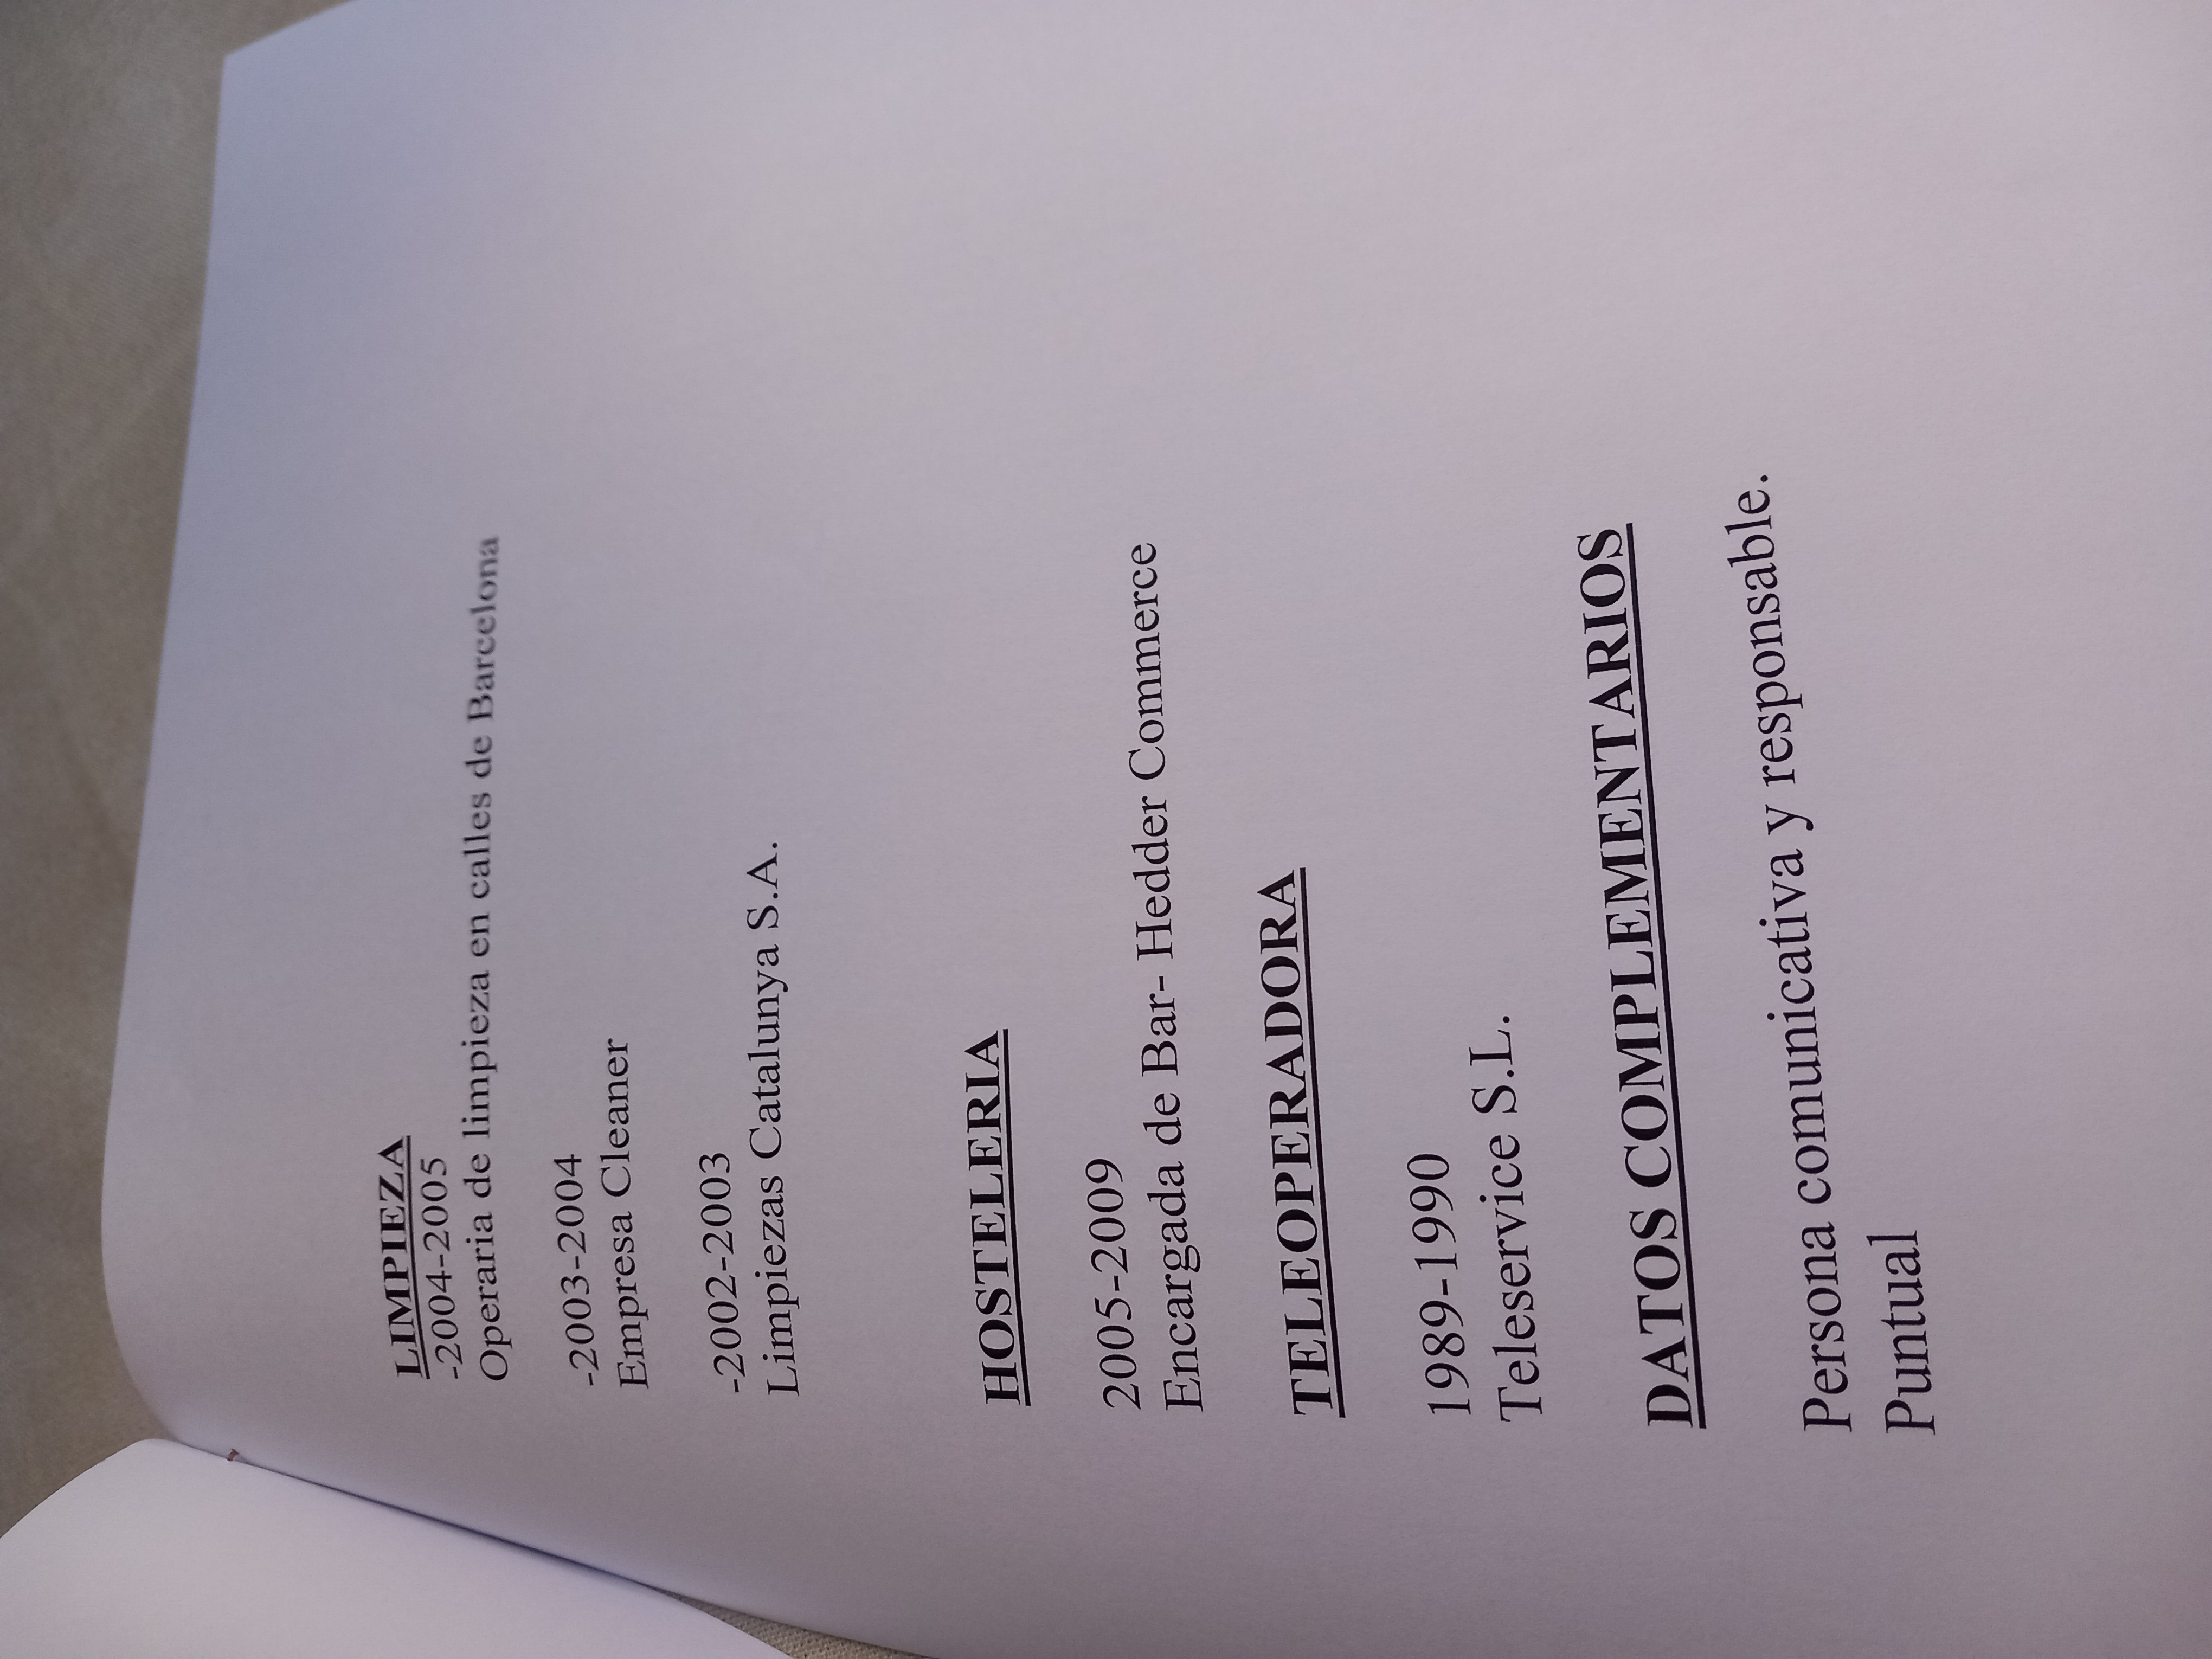 LIMPIEZA
-2004-2005
Operaria de limpieza en calles de Barcelona
-2003-2004
Empresa Cleaner
-2002-2003
Limpiezas Catalunya S.A.
HOSTELERIA
2005-2009
Encargada de Bar- Hedder Commerce
TELEOPERADORA
1989-1990
Teleservice S.L.
DATOS COMPLEMENTARIOS
Persona comunicativa y responsable.
Puntual